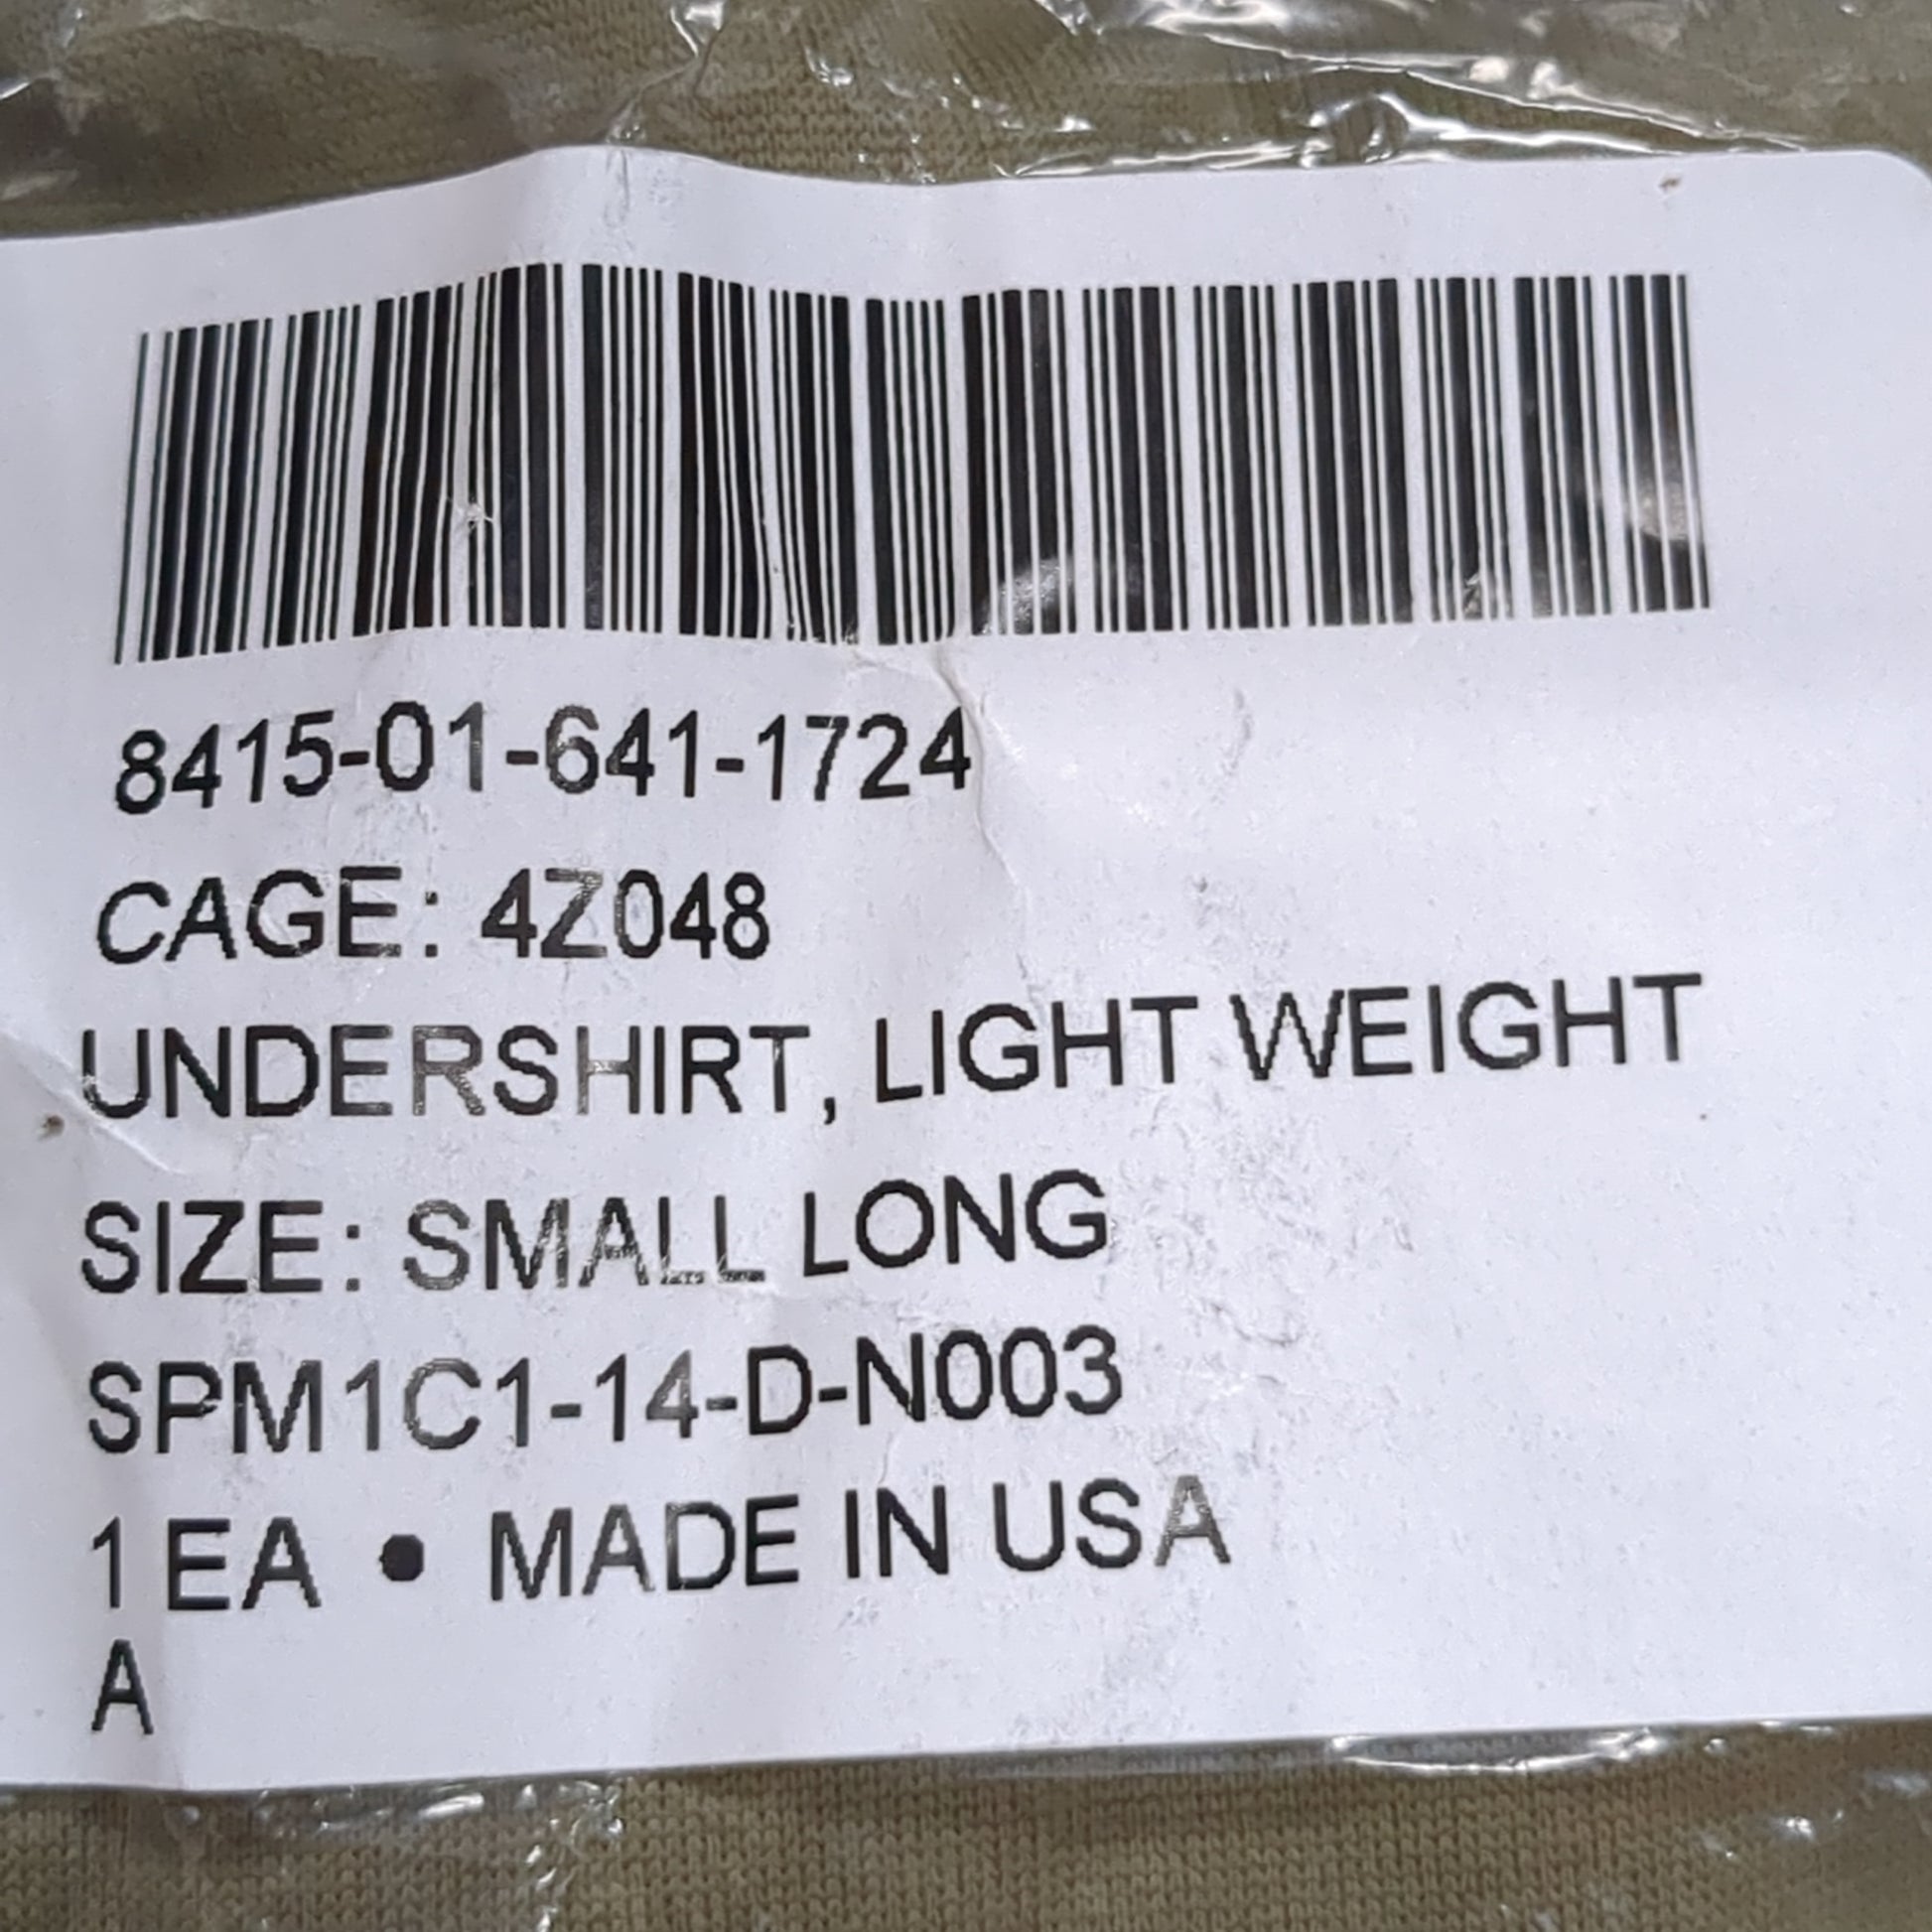 8415-01-641-1724
CAGE: 4Z048
UNDERSHIRT, LIGHT WEIGHT
SIZE: SMALL LONG
SPM1C1-14-D-N003
1 EA • MADE IN USA
A